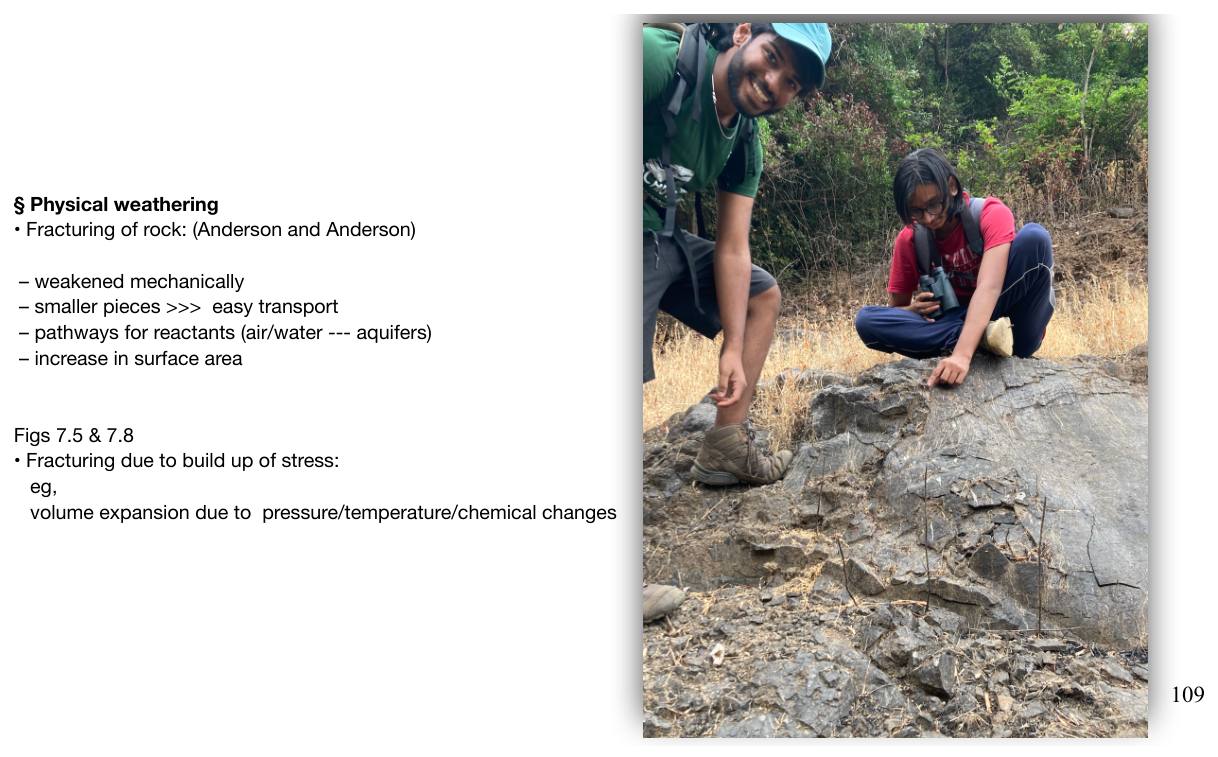 § Physical weathering
• Fracturing of rock: (Anderson and Anderson)
– weakened mechanically
– smaller pieces >>>  easy transport
– pathways for reactants (air/water --- aquifers)
– increase in surface area
Figs 7.5 & 7.8
• Fracturing due to build up of stress:
eg,
volume expansion due to  pressure/temperature/chemical changes
109